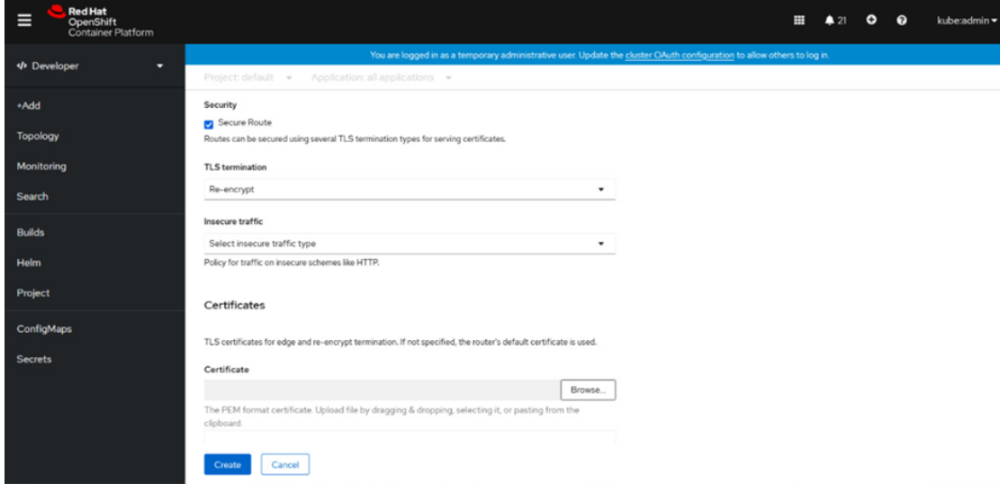 Red Hat
OpenShift
Container Platform
21
kube:admin
Developer
You are logged in as a temporary administrative user. Update the cluster OAuth configuration to allow others to log in.
Project: default
Application: all applications
+Add
Topology
Monitoring
Search
Builds
Helm
Project
ConfigMaps
Secrets
Security
Secure Route
Routes can be secured using several TLS termination types for serving certificates.
TLS termination
Re-encrypt
Insecure traffic
Select insecure traffic type
Policy for traffic on insecure schemes like HTTP.
Certificates
TLS certificates for edge and re-encrypt termination. If not specified, the router's default certificate is used.
Certificate
Browse...
The PEM format certificate. Upload file by dragging & dropping, selecting it, or pasting from the
clipboard.
Create
Cancel